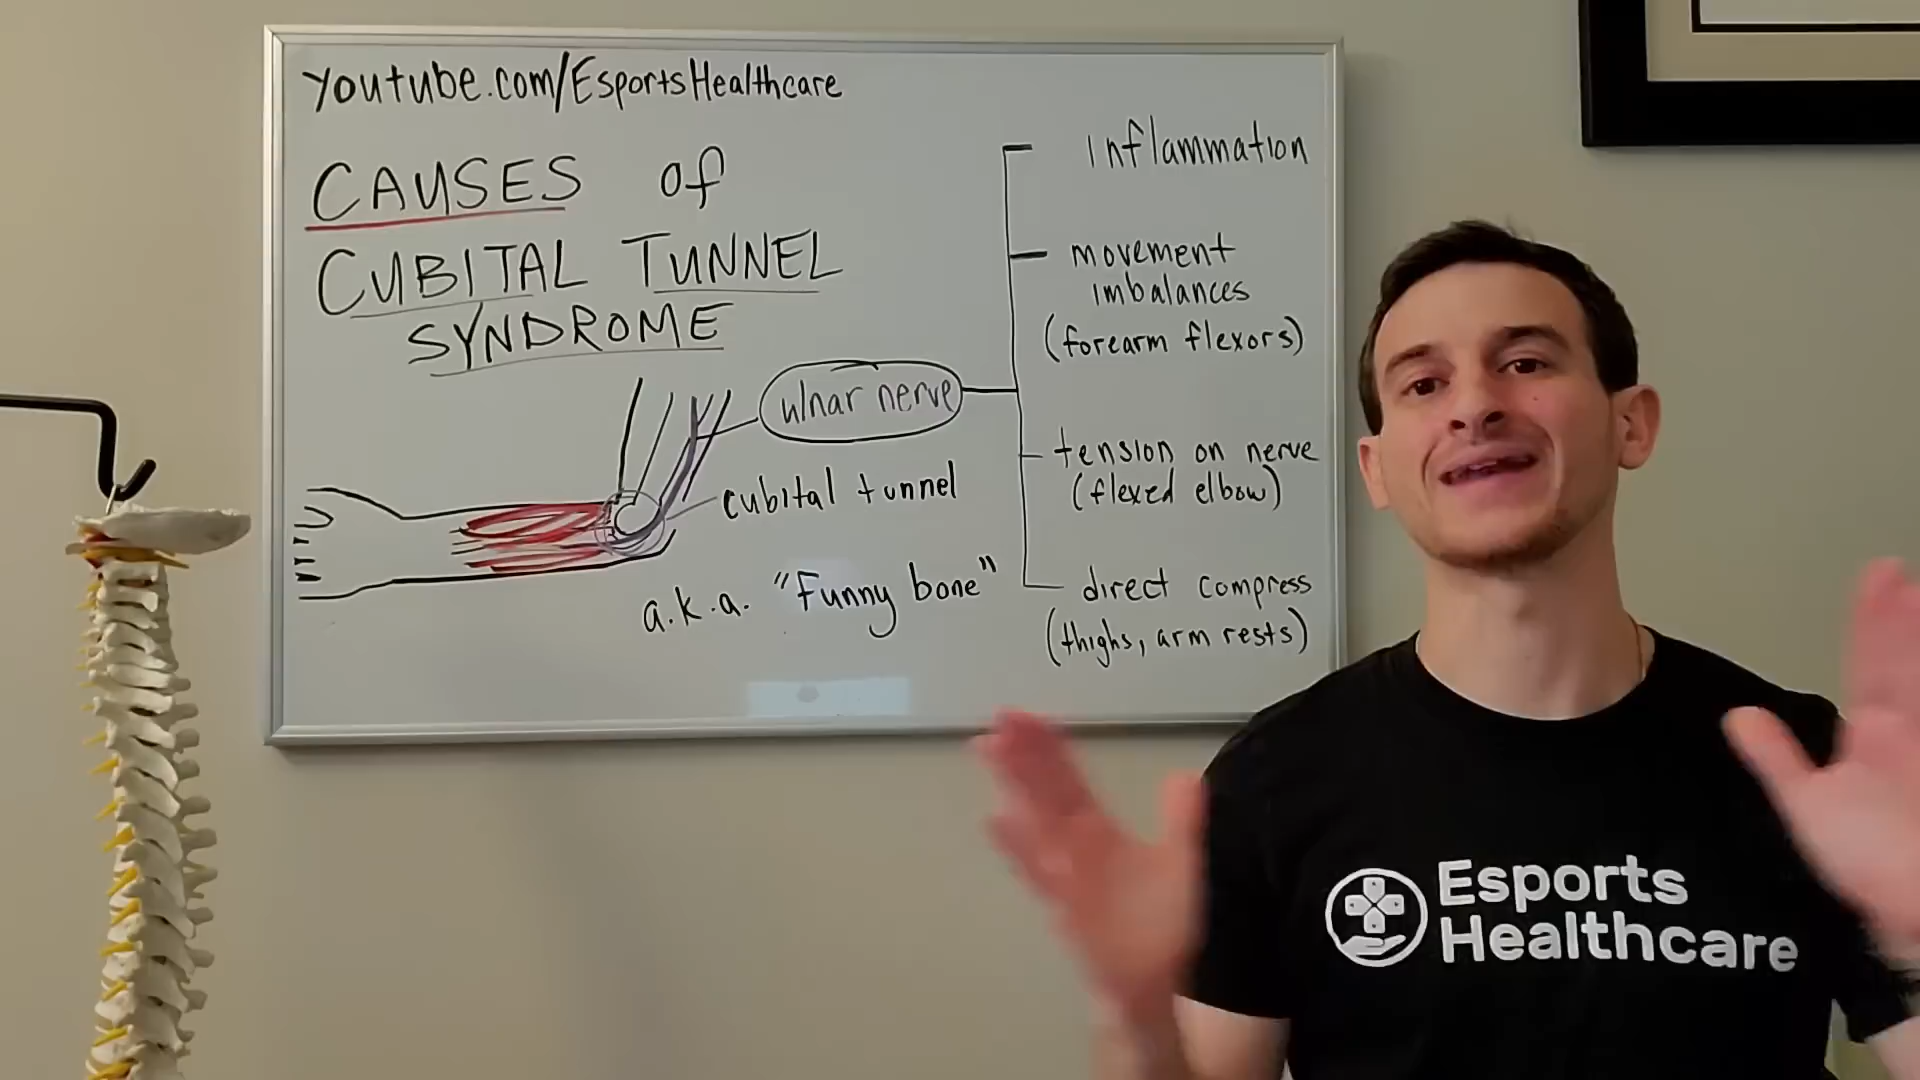 youtube.com/EsportsHealthcare
CAUSES of
CUBITAL TUNNEL
SYNDROME
ulnar nerve
cubital tunnel
a.k.a. "Funny bone"
inflammation
movement
imbalances
(forearm flexors)
tension on nerve
(flexed elbow)
direct compress
(thighs, arm rests)
Esports
Healthcare